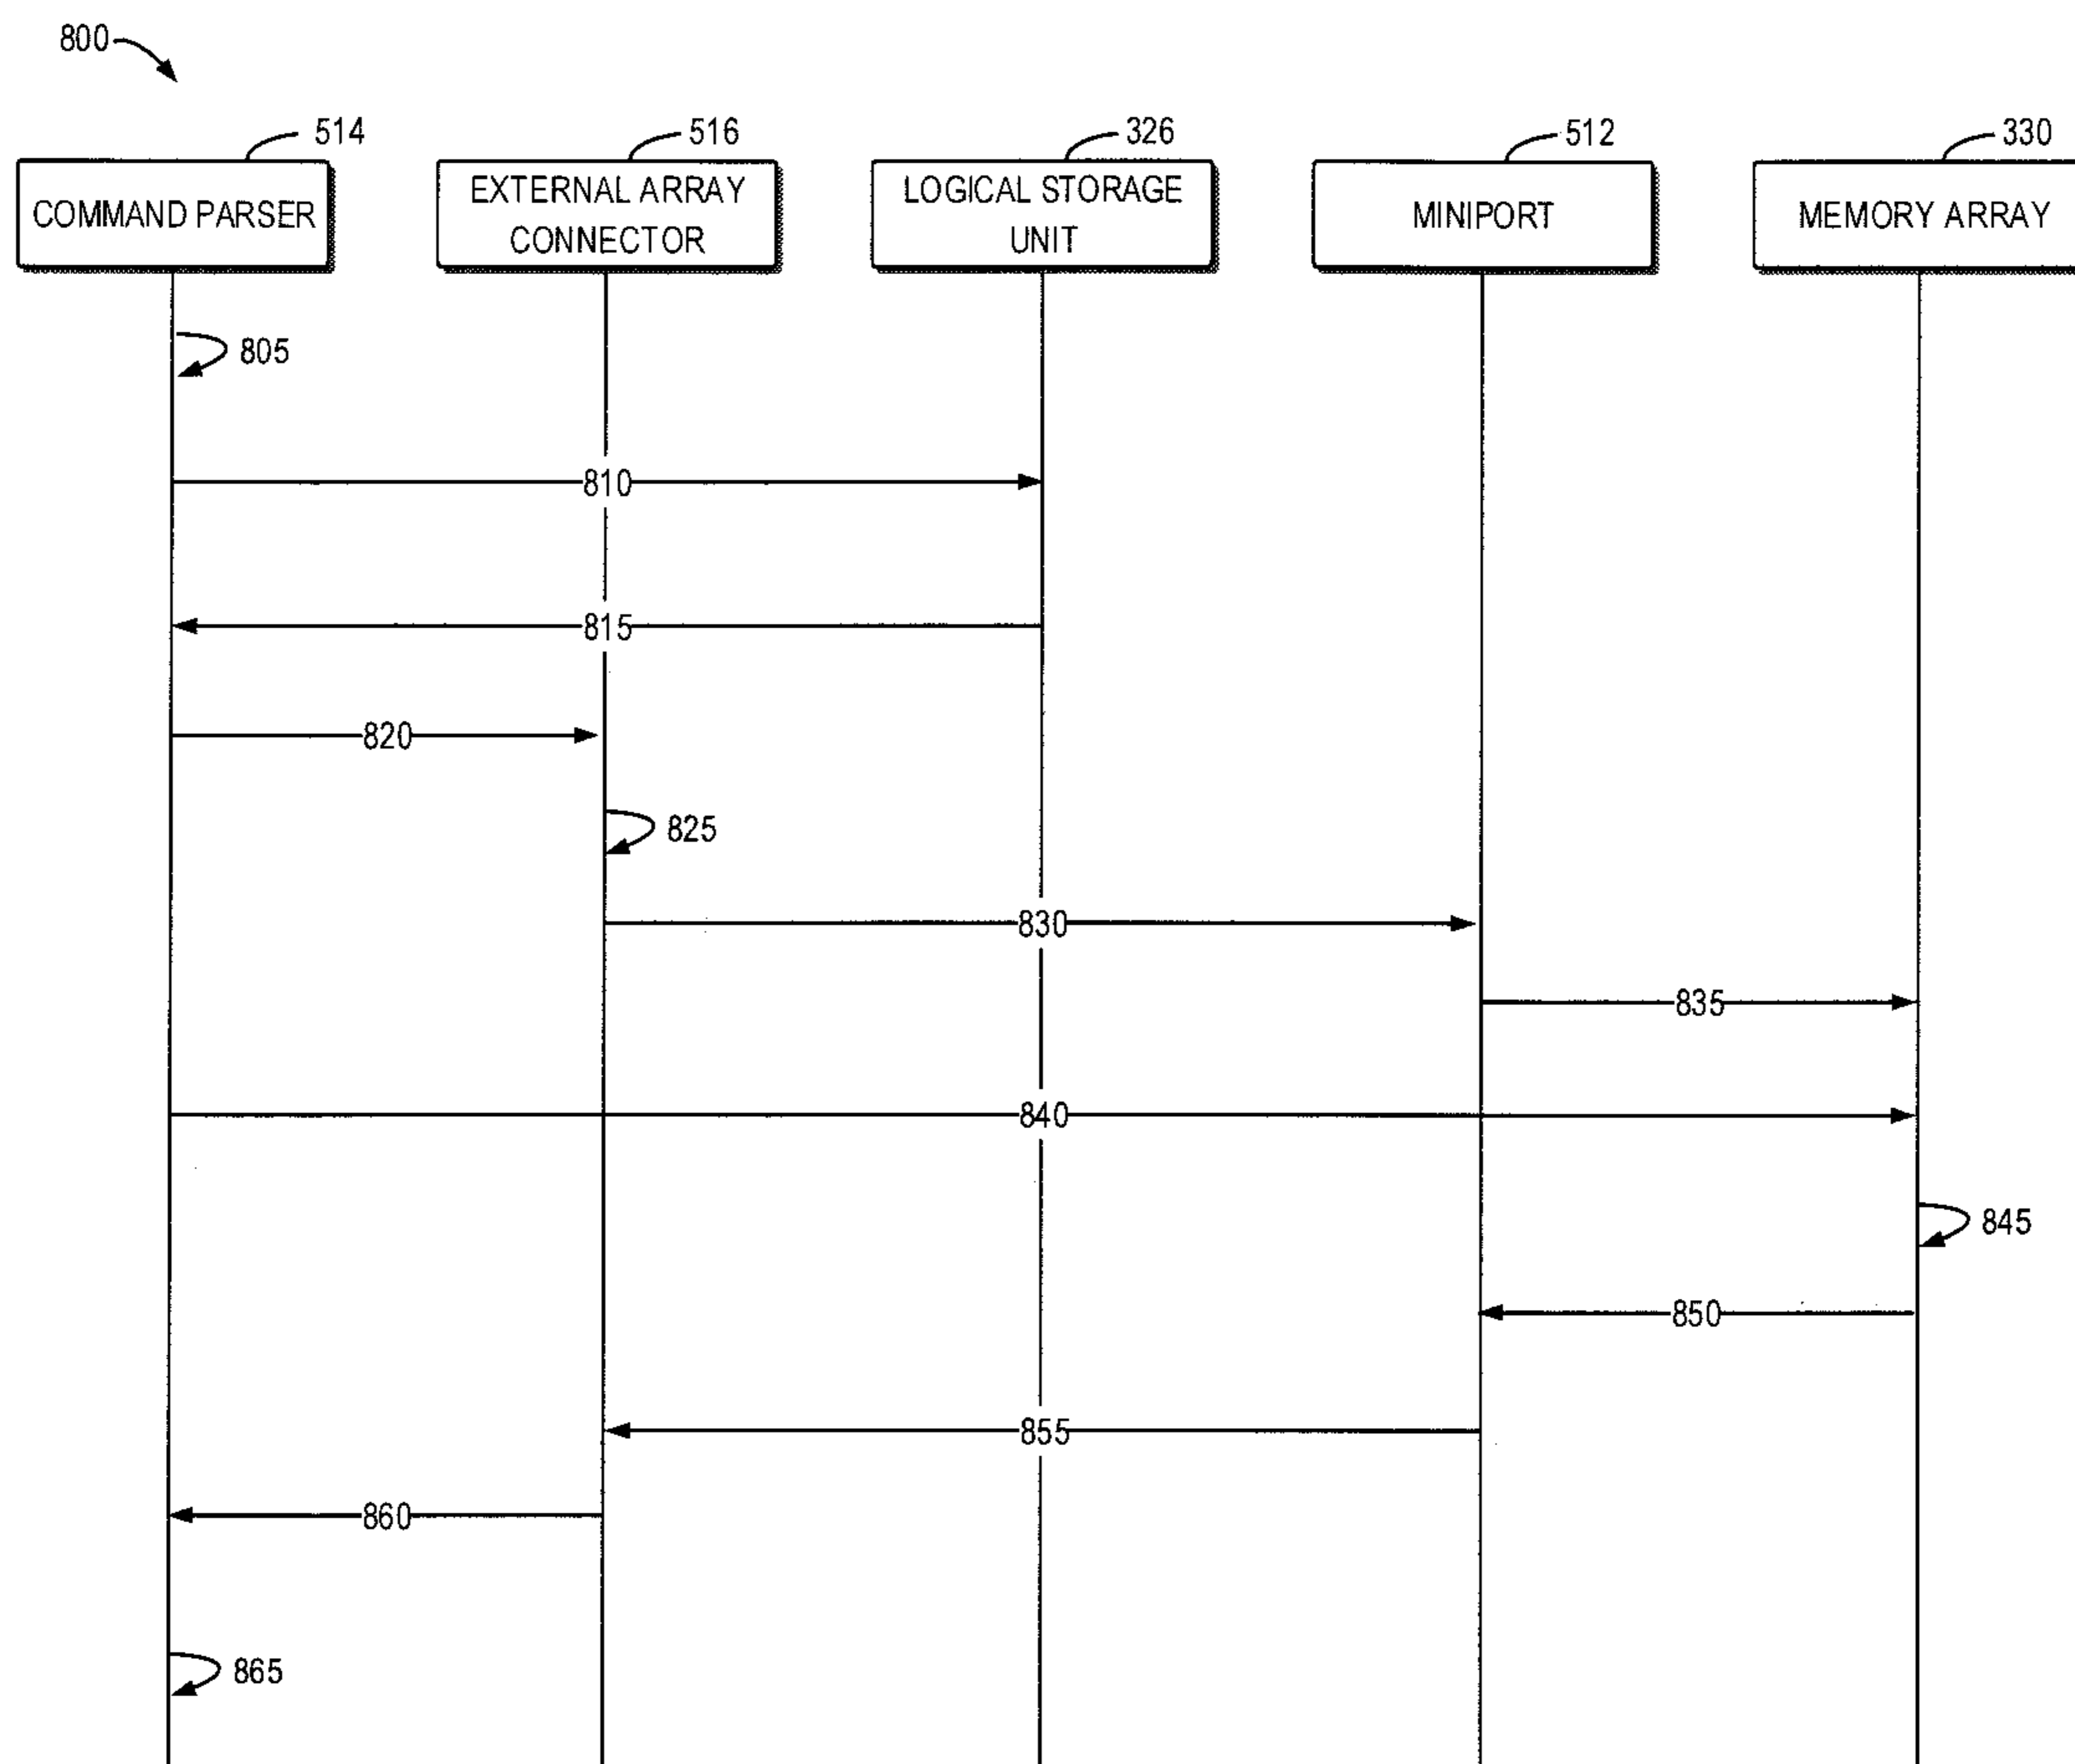 800
514
516
326
512
330
COMMAND PARSER
EXTERNAL ARRAY
CONNECTOR
LOGICAL STORAGE
UNIT
MINIPORT
MEMORY ARRAY
805
810
815
820
825
830
835
840
845
850
855
860
865